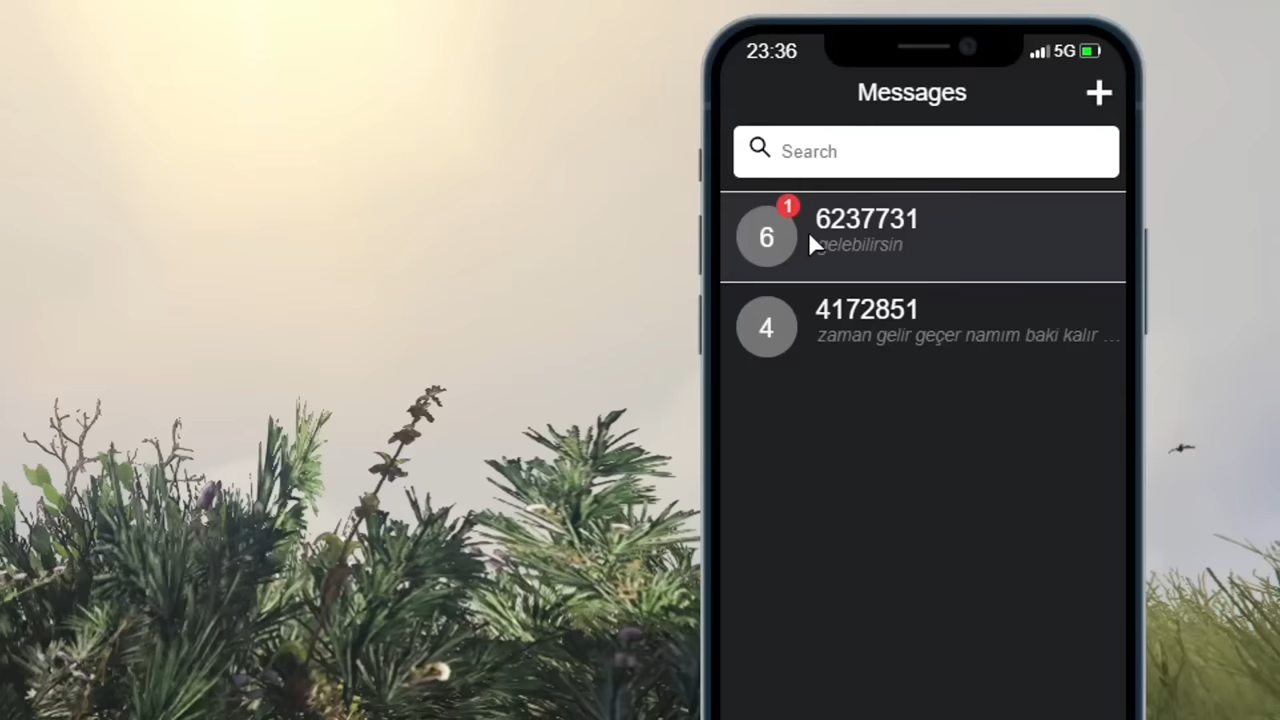 23:36 5G
Messages
Search
1
6 6237731
gelebilirsin
4 4172851
zaman gelir geçer namım baki kalır ...